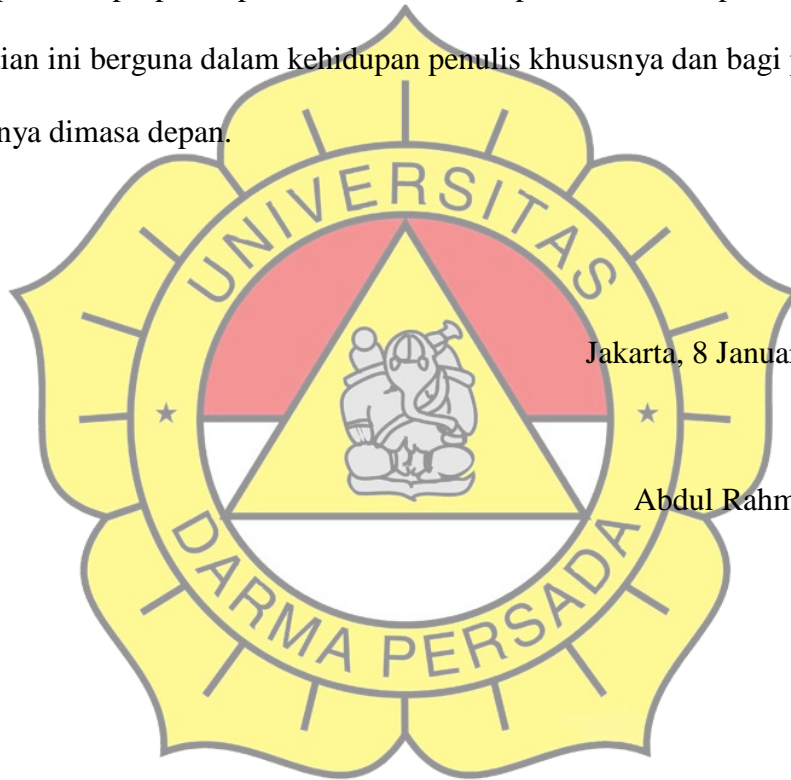 ian ini berguna dalam kehidupan penulis khususnya dan bagi
nya dimasa depan.
UNIVERSITAS
Jakarta, 8 Januar
Abdul Rahm
DARMA PERSADA